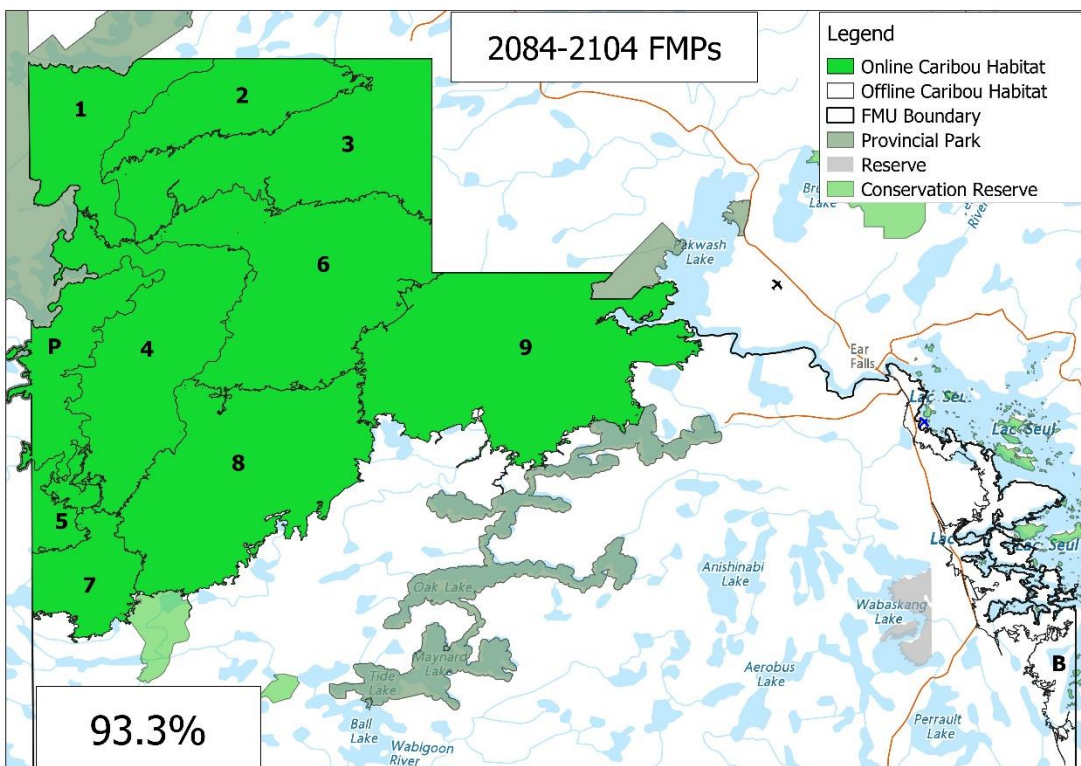 2084-2104 FMPs
Legend
Online Caribou Habitat
Offline Caribou Habitat
FMU Boundary
Provincial Park
Reserve
Conservation Reserve
1
2
3
Pakwash
Lake
Lake
River
6
P
4
9
Ear
Falls
Lac Seul
8
5
7
Oak Lake
Anishinabi
Lake
Wabaskang
Lake
Maynard
Lake
Tide
Lake
Aerobus
Lake
B
Ball
Lake
Wabigoon
River
Perrault
Lake
93.3%